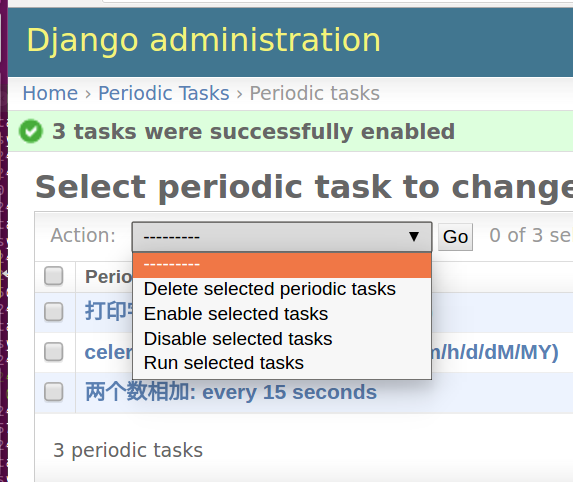 Django administration
Home › Periodic Tasks › Periodic tasks
3 tasks were successfully enabled
Select periodic task to change
Action: --------- ▼ Go 0 of 3 se
---------
Delete selected periodic tasks
Enable selected tasks
Disable selected tasks
Run selected tasks
Perio
打印
celer m/h/d/dM/MY)
两个数相加: every 15 seconds
3 periodic tasks